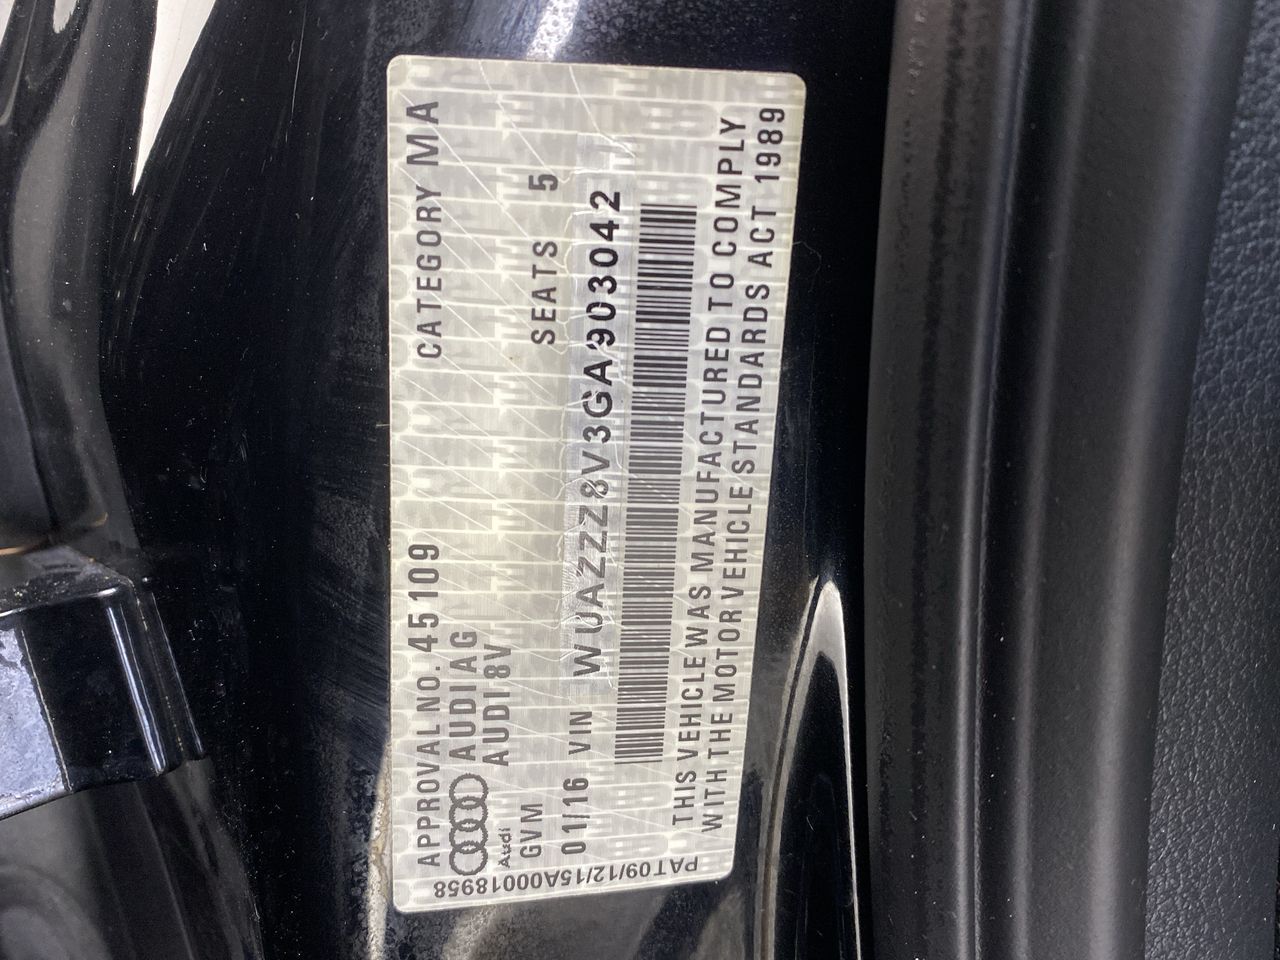 APPROVAL NO. 45109 CATEGORY MA
AUDI AG
AUDI 8V
Audi
GVM SEATS 5
01/16 VIN WUAZZZ8V3GA903042
THIS VEHICLE WAS MANUFACTURED TO COMPLY
WITH THE MOTOR VEHICLE STANDARDS ACT 1989
PAT09/12/15A00018958